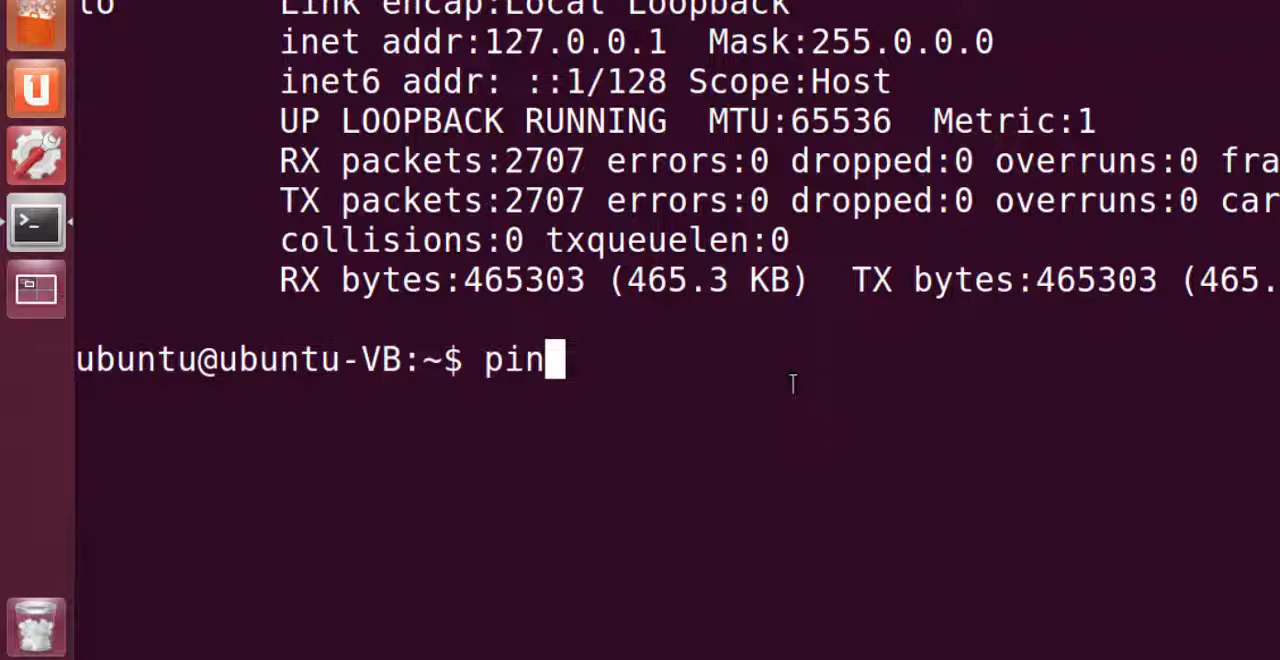 lo Link encap:Local Loopback
inet addr:127.0.0.1 Mask:255.0.0.0
inet6 addr: ::1/128 Scope:Host
UP LOOPBACK RUNNING MTU:65536 Metric:1
RX packets:2707 errors:0 dropped:0 overruns:0 fra
TX packets:2707 errors:0 dropped:0 overruns:0 car
collisions:0 txqueuelen:0
RX bytes:465303 (465.3 KB) TX bytes:465303 (465.
ubuntu@ubuntu-VB:~$ pin